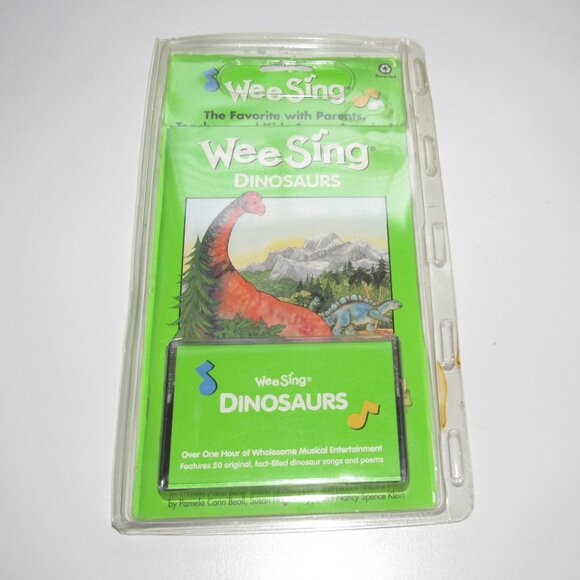 Recycled
Wee Sing®
The Favorite with Parents,
Wee Sing®
DINOSAURS
Wee Sing®
DINOSAURS
Over One Hour of Wholesome Musical Entertainment
Features 50 original, fact-filled dinosaur songs and poems
by Pamela Conn Beall, Susan Nancy Spence Klein